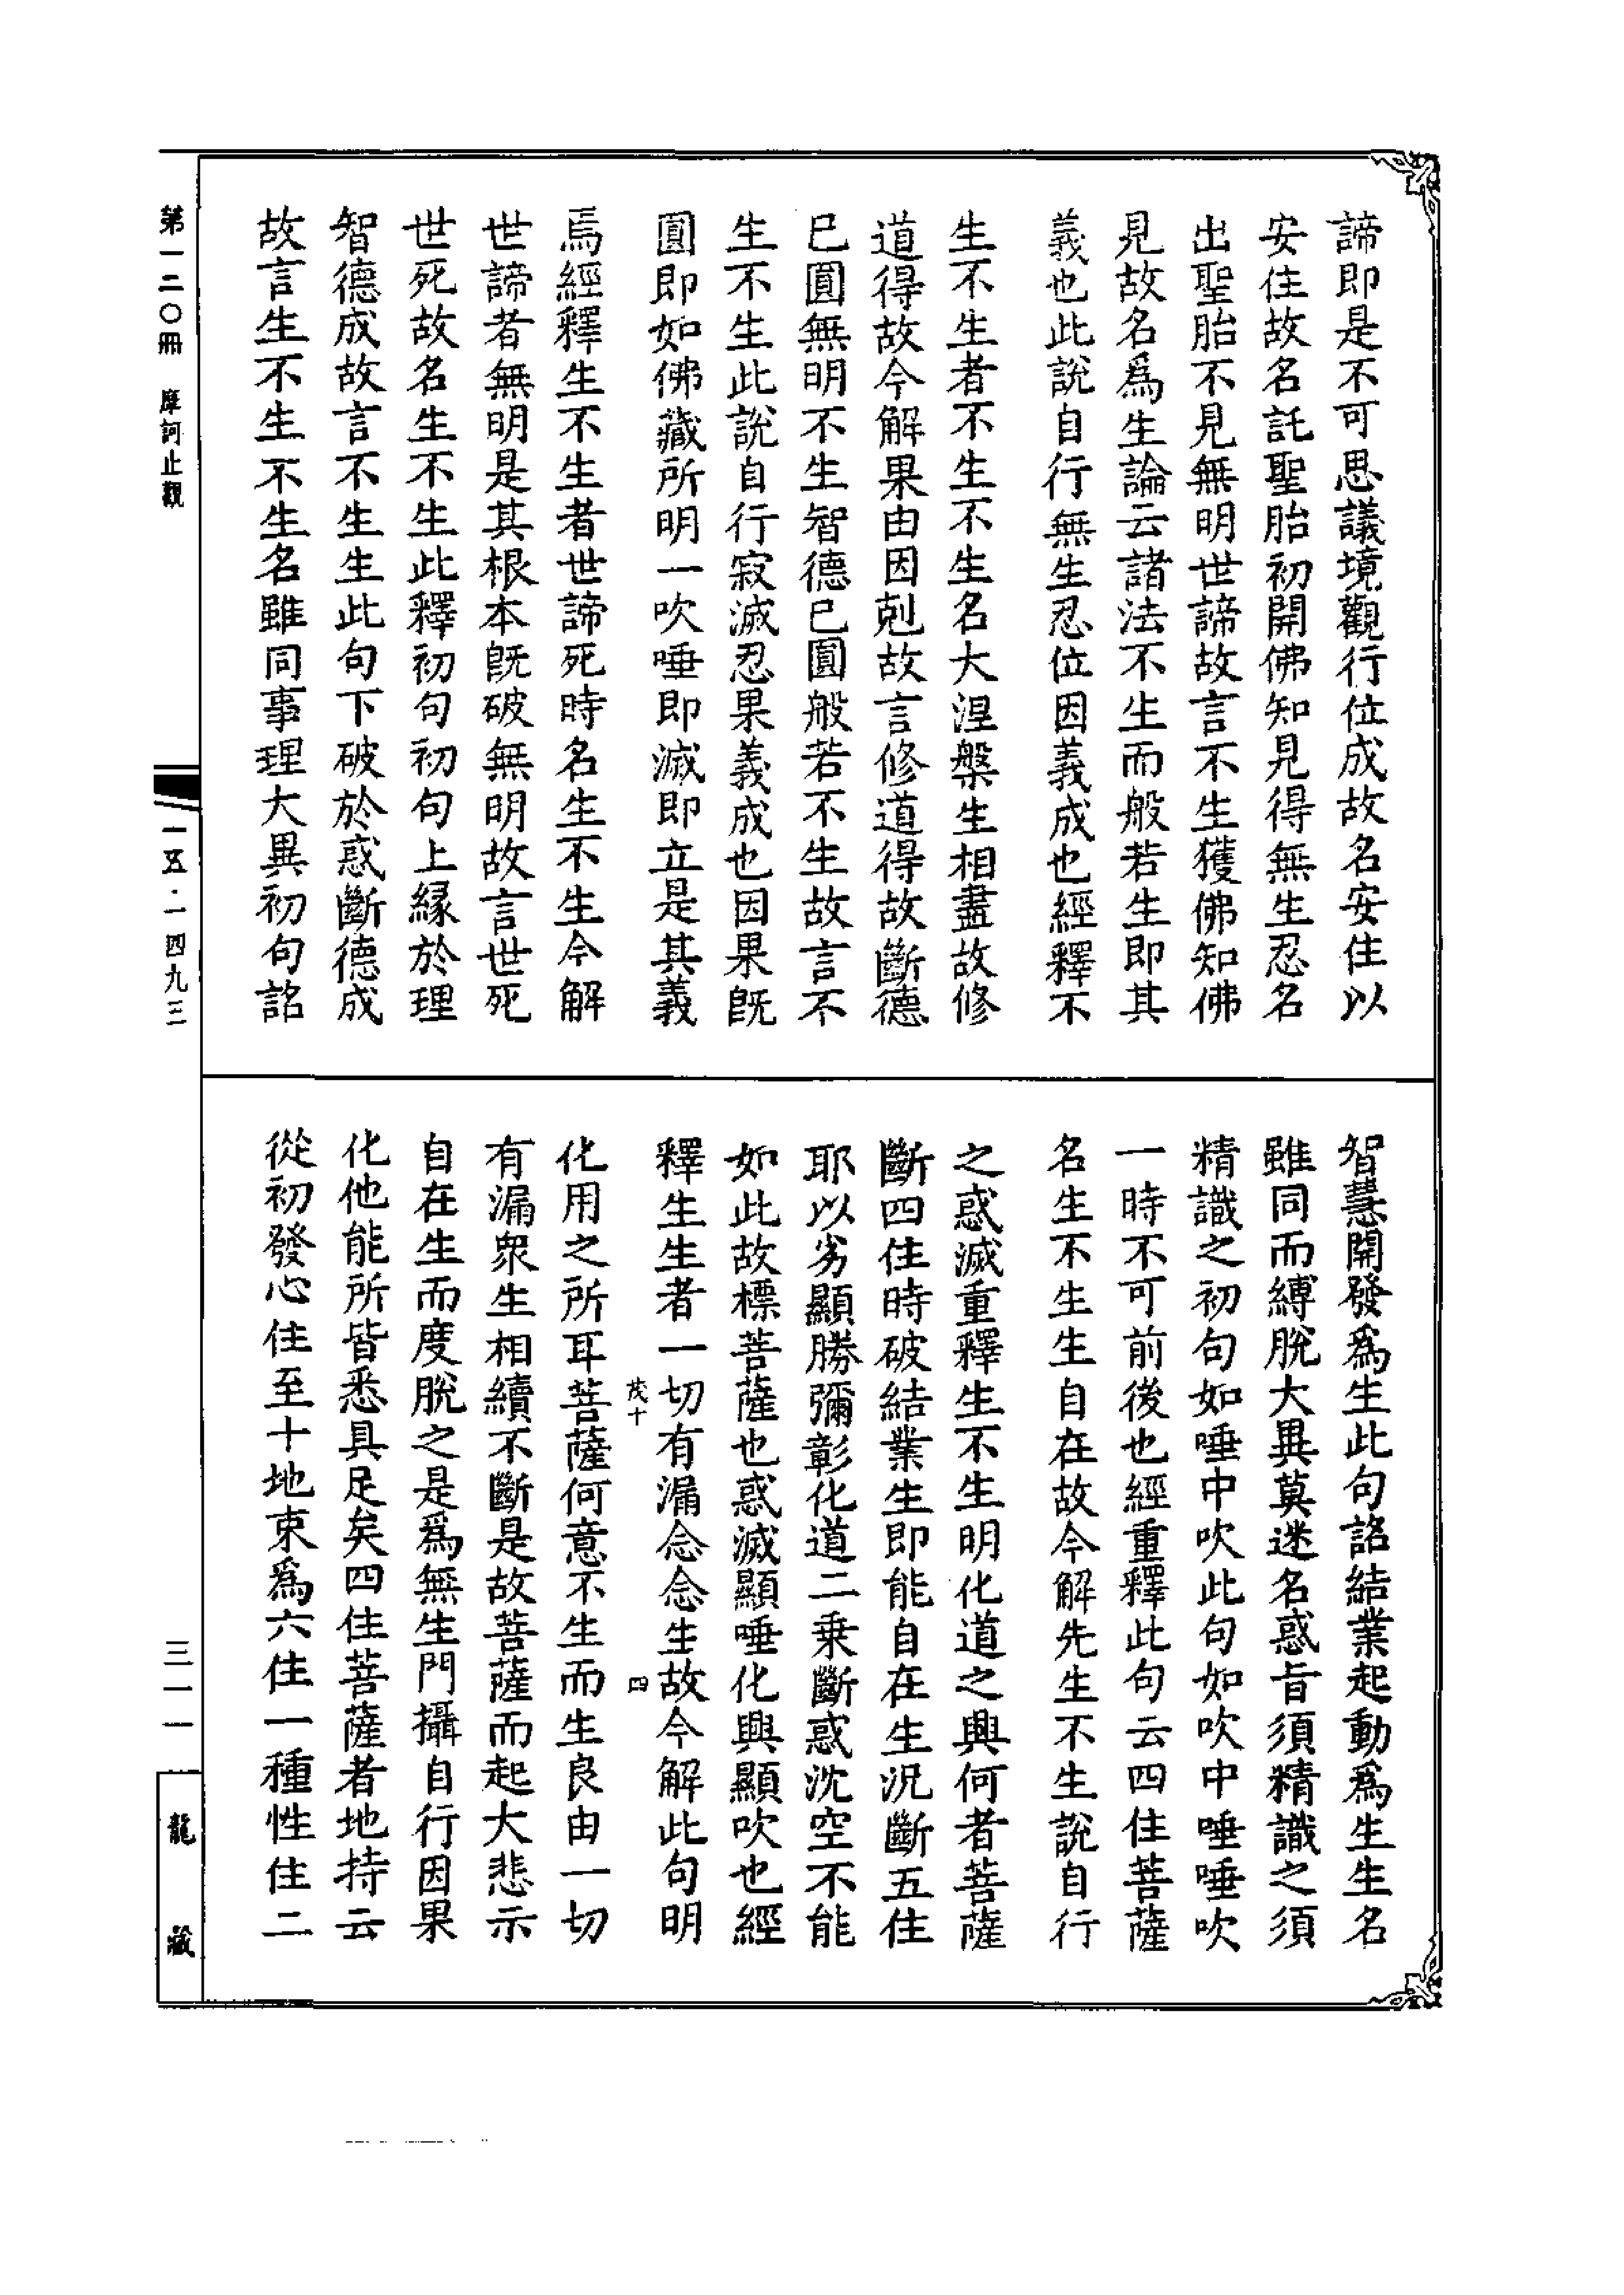 諦即是不可思議境觀行位成故名安住以
安住故名託聖胎初開佛知見得無生忍名
出聖胎不見無明世諦故言不生獲佛知佛
見故名爲生論云諸法不生而般若生即其
義也此說自行無生忍位因義成也經釋不
生不生者不生不生名大涅槃生相盡故修
道得故今解果由因剋故言修道得故斷德
已圓無明不生智德已圓般若不生故言不
生不生此說自行寂滅忍果義成也因果旣
圓即如佛藏所明一吹唾即滅即立是其義
焉經釋生不生者世諦死時名生不生今解
世諦者無明是其根本旣破無明故言世死
世死故名生不生此釋初句初句上緣於理
智德成故言不生生此句下破於惑斷德成
故言生不生不生名雖同事理大異初句詺
智慧開發爲生此句詺結業起動爲生生名
雖同而縛脫大異莫迷名惑旨須精識之須
精識之初句如唾中吹此句如吹中唾唾吹
一時不可前後也經重釋此句云四住菩薩
名生不生生自在故今解先生不生說自行
之惑滅重釋生不生明化道之興何者菩薩
斷四住時破結業生即能自在生況斷五住
耶以劣顯勝彌彰化道二乘斷惑沈空不能
如此故標菩薩也惑滅顯唾化興顯吹也經
釋生生者一切有漏念念生故今解此句明
茂十
四
化用之所耳菩薩何意不生而生良由一切
有漏衆生相續不斷是故菩薩而起大悲示
自在生而度脫之是爲無生門攝自行因果
化他能所皆悉具足矣四住菩薩者地持云
從初發心住至十地束爲六住一種性住二
第一二〇冊 摩訶止觀
一五·一四九三
三一一
龍藏